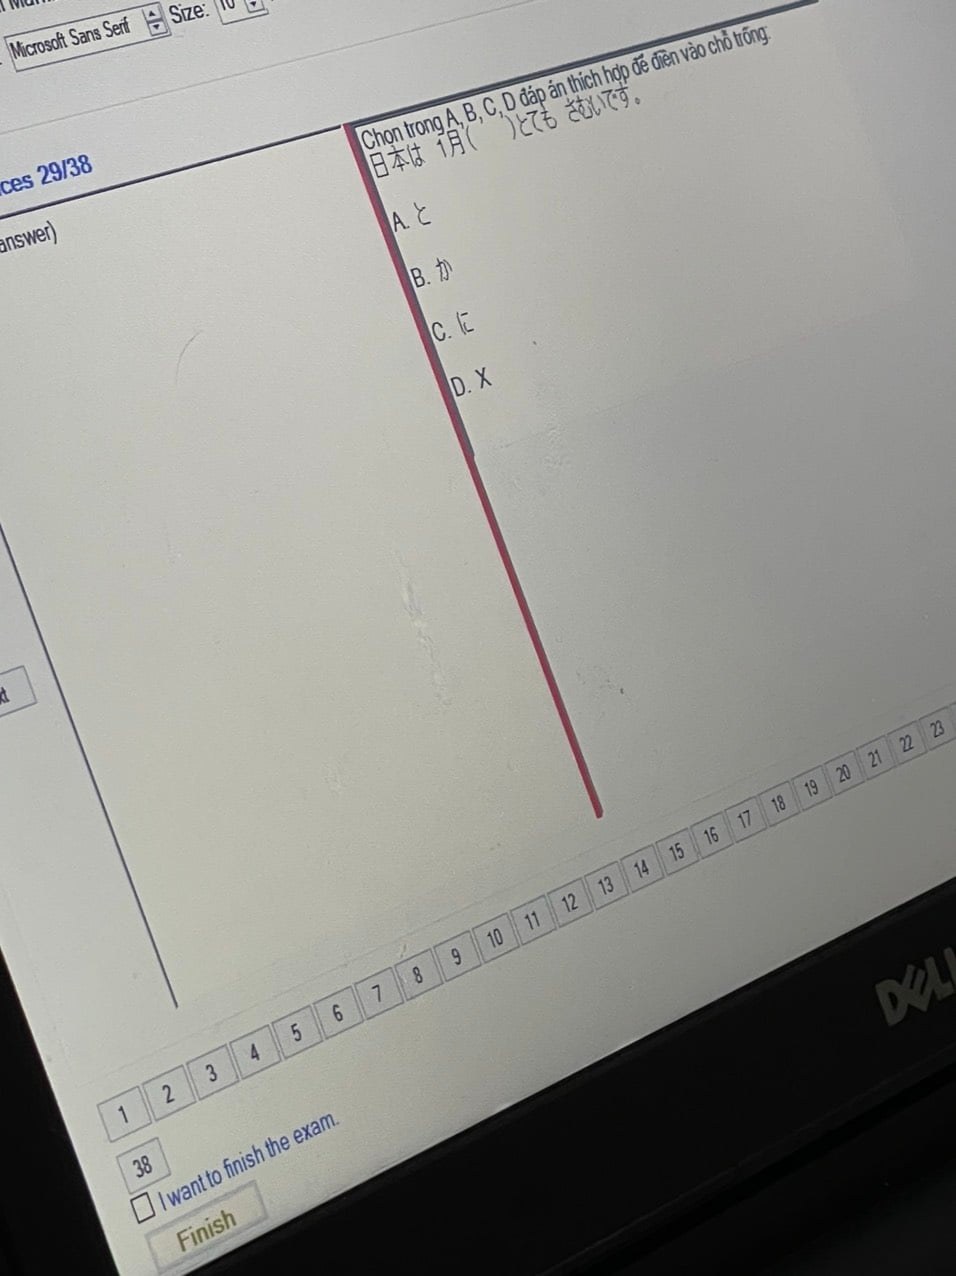 Microsoft Sans Serif
Size:
10
ces 29/38
answer)
Chọn trong A, B, C, D đáp án thích hợp để điền vào chỗ trống:
日本は 1月( )とても さむいです。
A. と
B. か
C. に
D. X
1 2 3 4 5 6 7 8 9 10 11 12 13 14 15 16 17 18 19 20 21 22 23
38
I want to finish the exam.
Finish
DELL